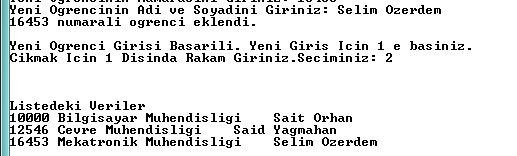 Yeni Ogrencinin Adi ve Soyadini Giriniz: Selim Ozerdem
16453 numarali ogrenci eklendi.
Yeni Ogrenci Girisi Basarili. Yeni Giris Icin 1 e basiniz.
Cikmak Icin 1 Disinda Rakam Giriniz.Seciminiz: 2
Listedeki Veriler
10000 Bilgisayar Muhendisligi    Sait Orhan
12546 Cevre Muhendisligi    Said Yagmahan
16453 Mekatronik Muhendisligi    Selim Ozerdem